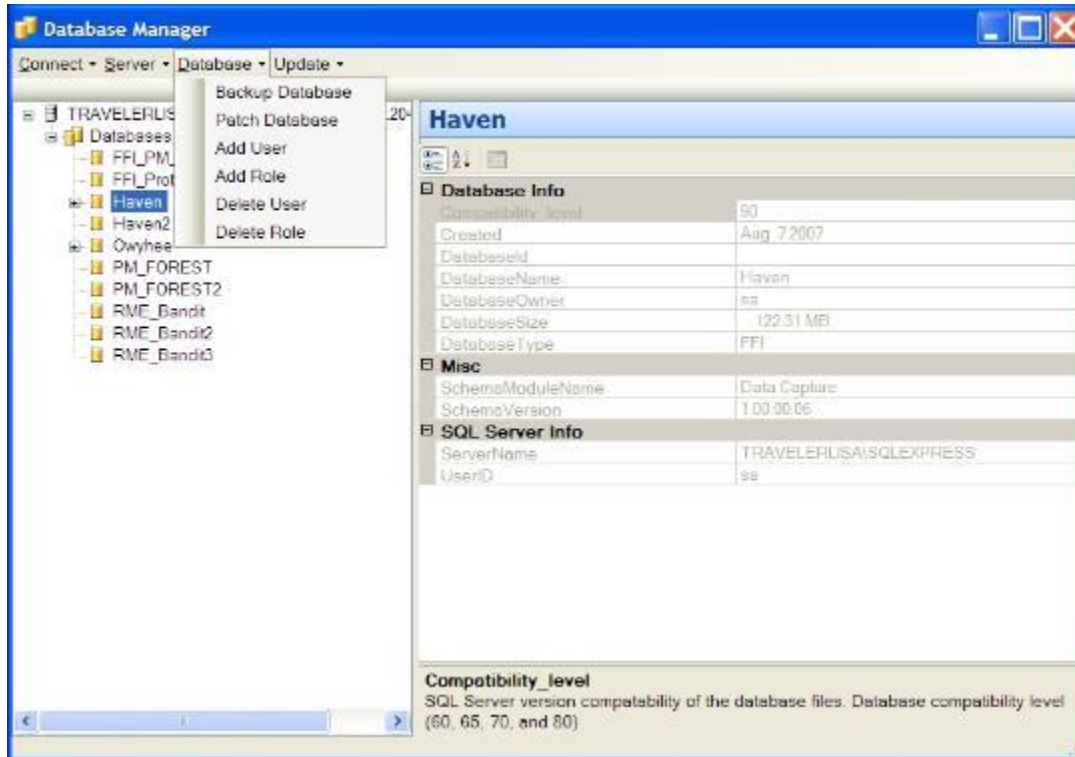 Database Manager
Connect Server Database Update
Backup Database
Patch Database
Add User
Add Role
Delete User
Delete Role
TRAVELERLIS .20
Databases
FFI_PM_
FFI_Prot
Haven
Haven2
Owyhee
PM_FOREST
PM_FOREST2
RME_Bandit
RME_Bandit2
RME_Bandit3
Haven
Database Info
Compatibility_level 90
Created Aug 7 2007
DatabaseId
DatabaseName Haven
DatabaseOwner sa
DatabaseSize 122.31 MB
DatabaseType FFI
Misc
SchemaModuleName Data Capture
SchemaVersion 1.00.00.06
SQL Server Info
ServerName TRAVELERLISA\SQLEXPRESS
UserID sa
Compatibility_level
SQL Server version compatability of the database files. Database compatibility level
(60, 65, 70, and 80)